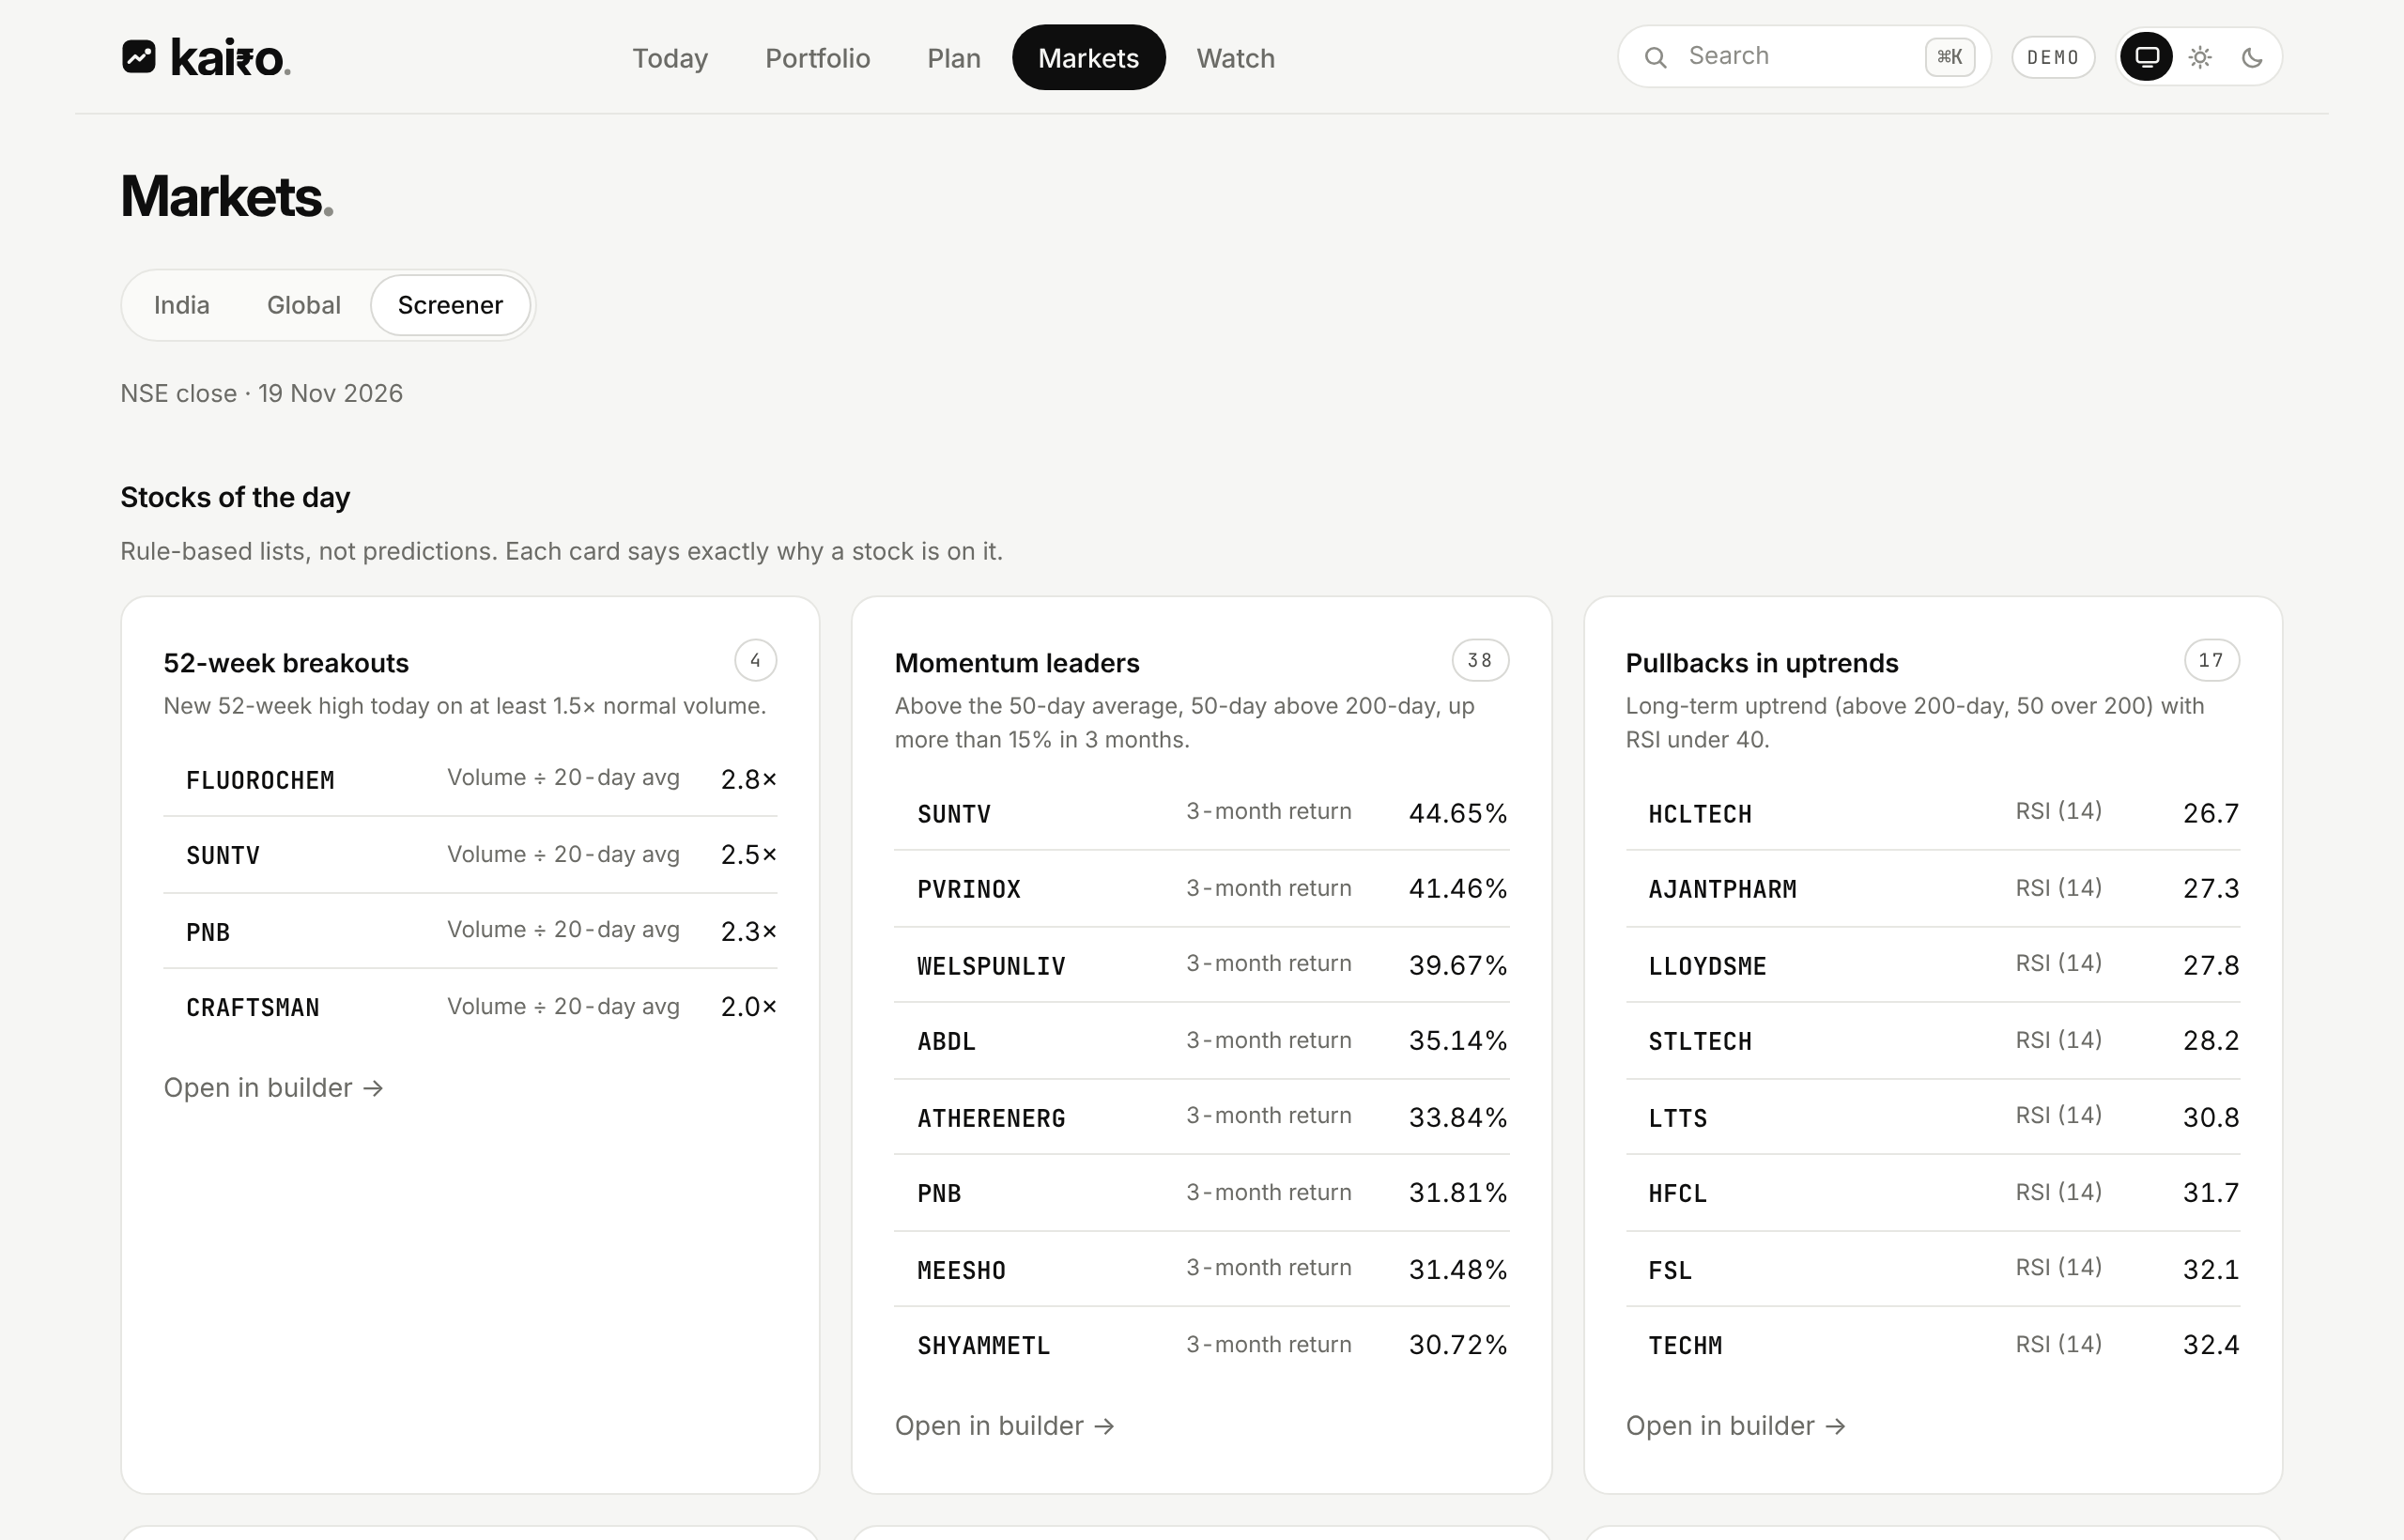 kai₹o.
Today
Portfolio
Plan
Markets
Watch
Search
⌘K
DEMO
Markets.
India
Global
Screener
NSE close · 19 Nov 2026
Stocks of the day
Rule-based lists, not predictions. Each card says exactly why a stock is on it.
52-week breakouts
4
New 52-week high today on at least 1.5× normal volume.
FLUOROCHEM Volume ÷ 20-day avg 2.8×
SUNTV Volume ÷ 20-day avg 2.5×
PNB Volume ÷ 20-day avg 2.3×
CRAFTSMAN Volume ÷ 20-day avg 2.0×
Open in builder →
Momentum leaders
38
Above the 50-day average, 50-day above 200-day, up
more than 15% in 3 months.
SUNTV 3-month return 44.65%
PVRINOX 3-month return 41.46%
WELSPUNLIV 3-month return 39.67%
ABDL 3-month return 35.14%
ATHERENERG 3-month return 33.84%
PNB 3-month return 31.81%
MEESHO 3-month return 31.48%
SHYAMMETL 3-month return 30.72%
Open in builder →
Pullbacks in uptrends
17
Long-term uptrend (above 200-day, 50 over 200) with
RSI under 40.
HCLTECH RSI (14) 26.7
AJANTPHARM RSI (14) 27.3
LLOYDSME RSI (14) 27.8
STLTECH RSI (14) 28.2
LTTS RSI (14) 30.8
HFCL RSI (14) 31.7
FSL RSI (14) 32.1
TECHM RSI (14) 32.4
Open in builder →